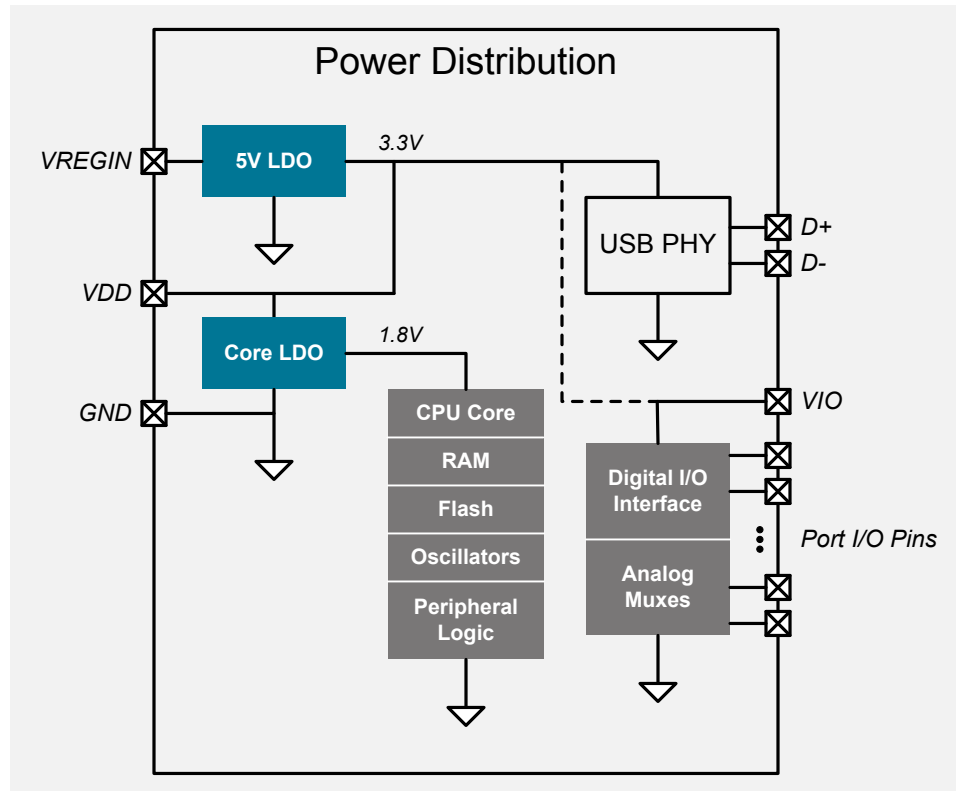 Power Distribution
VREGIN
5V LDO
3.3V
USB PHY
D+
D-
VDD
Core LDO
1.8V
GND
CPU Core
RAM
Flash
Oscillators
Peripheral
Logic
VIO
Digital I/O
Interface
Analog
Muxes
Port I/O Pins